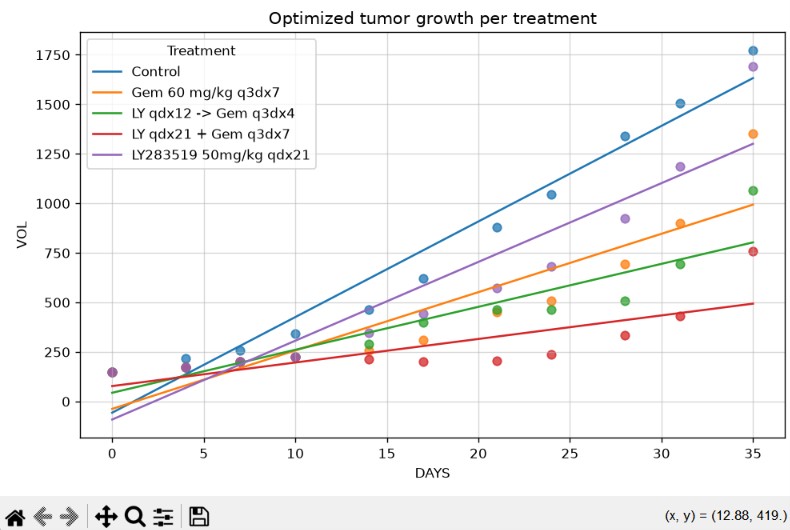 Optimized tumor growth per treatment
Treatment
Control
Gem 60 mg/kg q3dx7
LY qdx12 -> Gem q3dx4
LY qdx21 + Gem q3dx7
LY283519 50mg/kg qdx21
1750
1500
1250
1000
750
500
250
0
VOL
0 5 10 15 20 25 30 35
DAYS
(x, y) = (12.88, 419.)